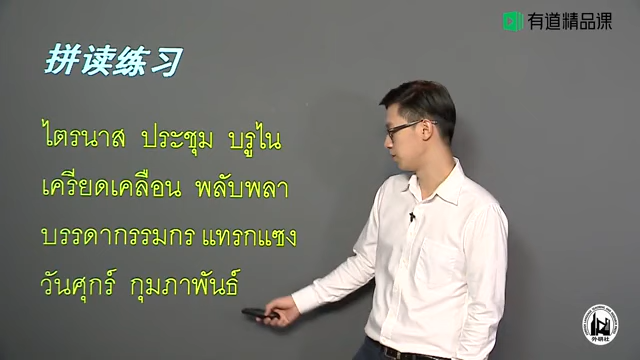 有道精品课
拼读练习
ไตรนาส ประชุม บรูไน
เครียดเคลือน พลับพลา
บรรดากรรมกร แทรกแซง
วันศุกร์ กุมภาพันธ์
外研社